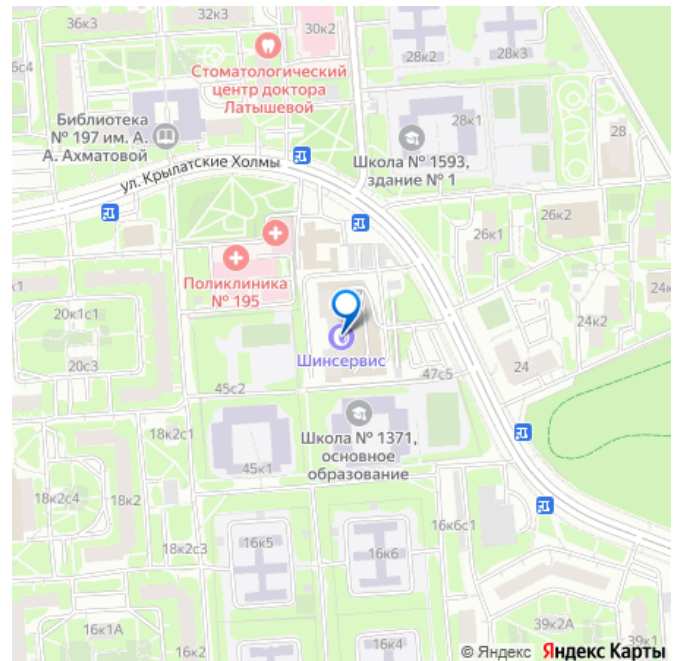 36к3
32к3
30к2
6с4
28к2
28к3
Стоматологический
центр доктора
Латышевой
Библиотека
№ 197 им. А.
А. Ахматовой
28к1
28
Школа № 1593,
здание № 1
ул. Крылатские Холмы
26к2
26к1
Поликлиника
№ 195
к1
24к
20к1с1
24к2
Шинсервис
20с3
24
47с5
45с2
18к2с1
Школа № 1371,
основное
образование
45к1
18к2с4
18к2
16к6с1
18к2с3
16к5
16к6
16к1А
39к2А
16к2
16к4
© Яндекс Яндекс Карты